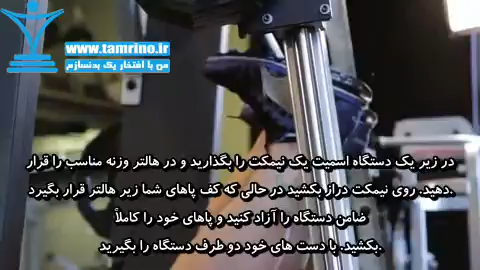 www.tamrino.ir
من با افتخار یک بدنسازم
در زیر یک دستگاه اسمیت یک نیمکت را بگذارید و در هالتر وزنه مناسب را قرار
دهید. روی نیمکت دراز بکشید در حالی که کف پاهای شما زیر هالتر قرار بگیرد.
ضامن دستگاه را آزاد کنید و پاهای خود را کاملاً
بکشید. با دست های خود دو طرف دستگاه را بگیرید.